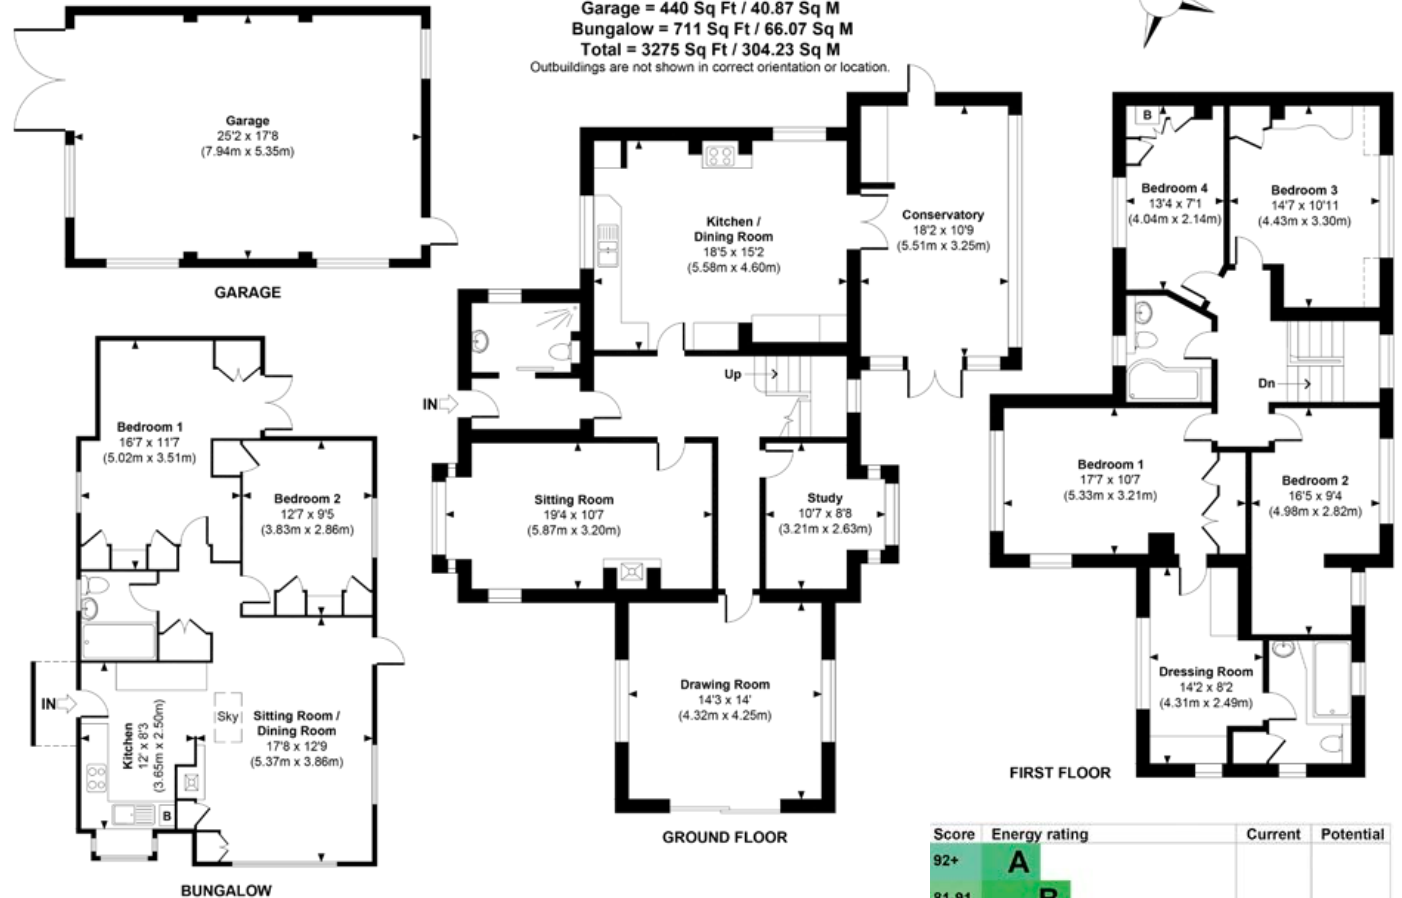 Garage = 440 Sq Ft / 40.87 Sq M
Bungalow = 711 Sq Ft / 66.07 Sq M
Total = 3275 Sq Ft / 304.23 Sq M
Outbuildings are not shown in correct orientation or location.
Garage
25'2 x 17'8
(7.94m x 5.35m)
GARAGE
Bedroom 1
16'7 x 11'7
(5.02m x 3.51m)
Bedroom 2
12'7 x 9'5
(3.83m x 2.86m)
IN
Kitchen
12' x 8'3
(3.65m x 2.50m)
Sky
Sitting Room /
Dining Room
17'8 x 12'9
(5.37m x 3.86m)
B
BUNGALOW
Kitchen /
Dining Room
18'5 x 15'2
(5.58m x 4.60m)
Conservatory
18'2 x 10'9
(5.51m x 3.25m)
Up
IN
Sitting Room
19'4 x 10'7
(5.87m x 3.20m)
Study
10'7 x 8'8
(3.21m x 2.63m)
Drawing Room
14'3 x 14'
(4.32m x 4.25m)
GROUND FLOOR
B
Bedroom 4
13'4 x 7'1
(4.04m x 2.14m)
Bedroom 3
14'7 x 10'11
(4.43m x 3.30m)
Dn
Bedroom 1
17'7 x 10'7
(5.33m x 3.21m)
Bedroom 2
16'5 x 9'4
(4.98m x 2.82m)
Dressing Room
14'2 x 8'2
(4.31m x 2.49m)
FIRST FLOOR
Score Energy rating Current Potential
92+ A
81-91 B